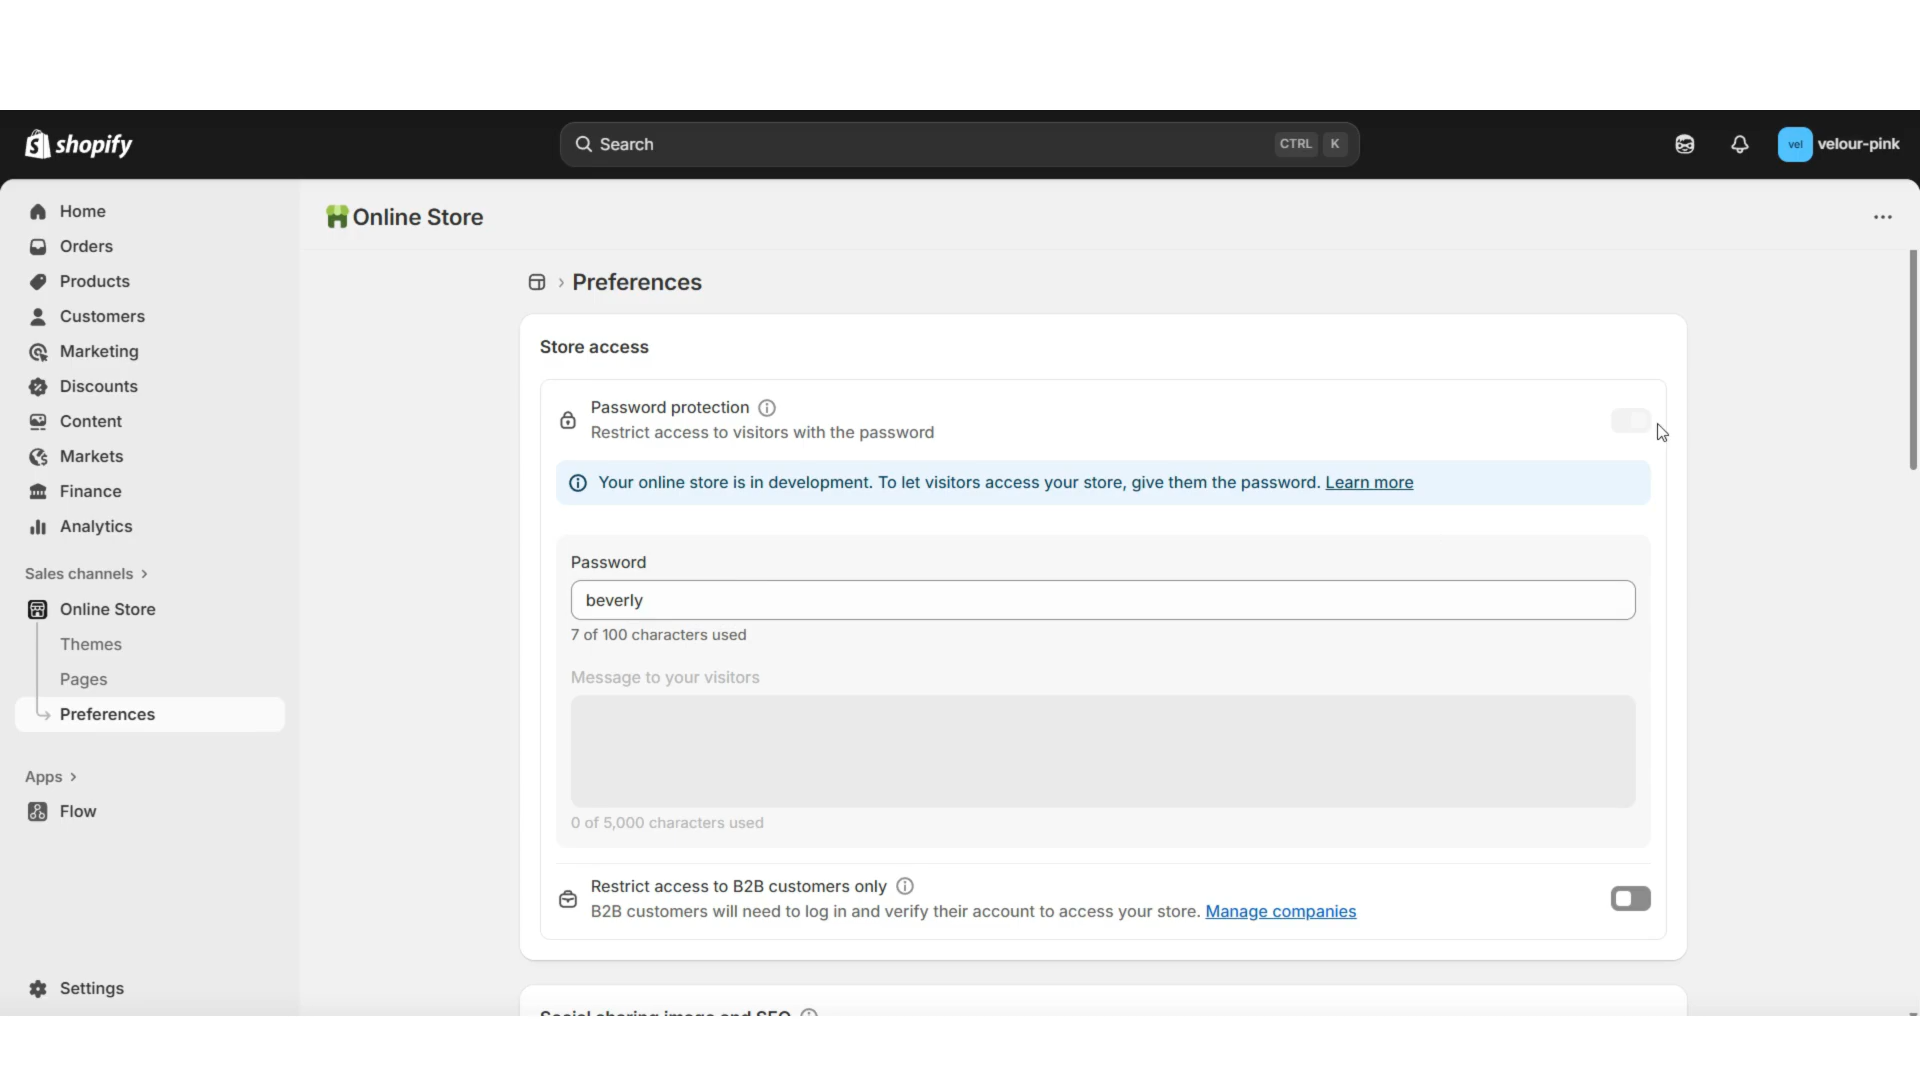 shopify
Search
CTRL K
vel velour-pink
Home
Orders
Products
Customers
Marketing
Discounts
Content
Markets
Finance
Analytics
Sales channels
Online Store
Themes
Pages
Preferences
Apps
Flow
Settings
Online Store
Preferences
Store access
Password protection
Restrict access to visitors with the password
Your online store is in development. To let visitors access your store, give them the password. Learn more
Password
beverly
7 of 100 characters used
Message to your visitors
0 of 5,000 characters used
Restrict access to B2B customers only
B2B customers will need to log in and verify their account to access your store. Manage companies
Social sharing image and SEO